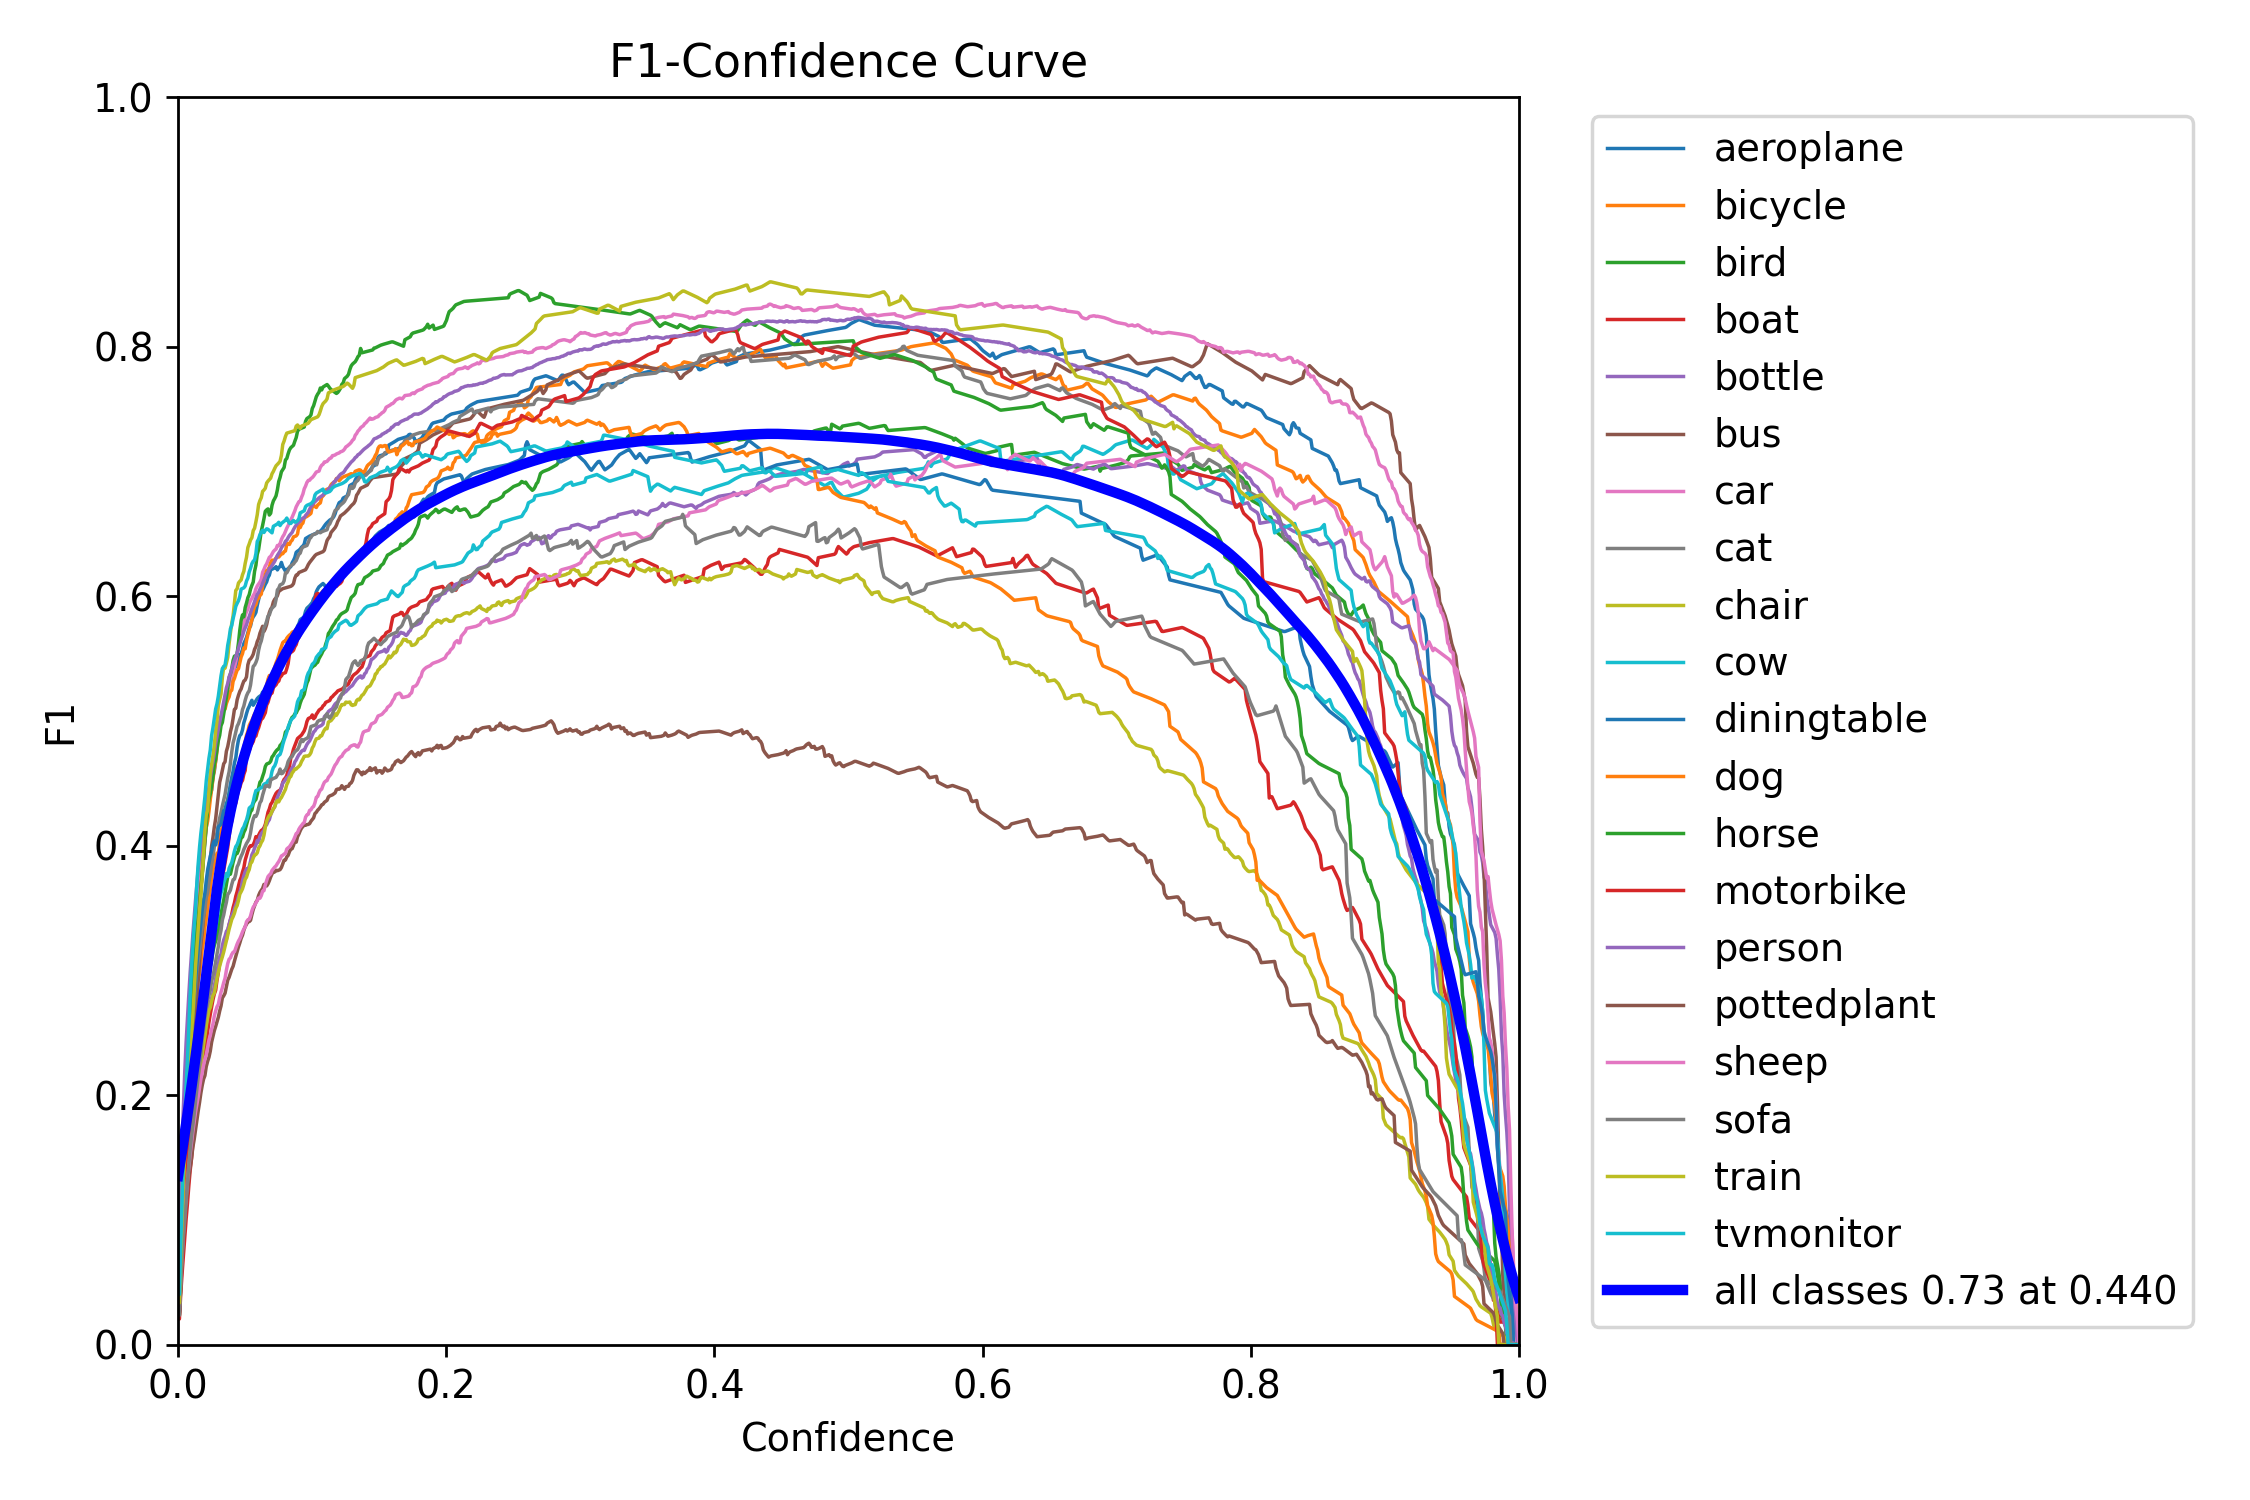 F1-Confidence Curve
1.0
0.8
0.6
0.4
0.2
0.0
F1
0.0 0.2 0.4 0.6 0.8 1.0
Confidence
aeroplane
bicycle
bird
boat
bottle
bus
car
cat
chair
cow
diningtable
dog
horse
motorbike
person
pottedplant
sheep
sofa
train
tvmonitor
all classes 0.73 at 0.440